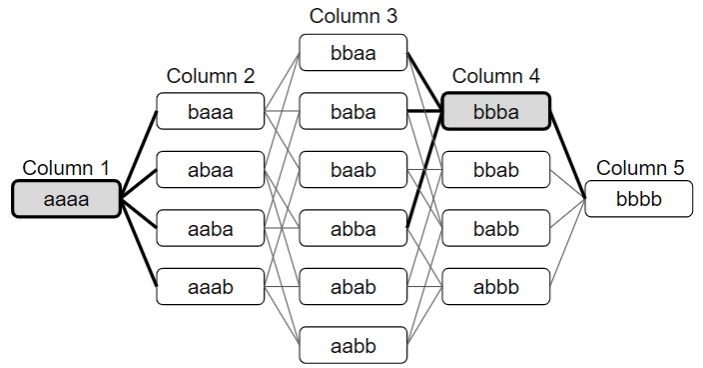 Column 1
aaaa
Column 2
baaa
abaa
aaba
aaab
Column 3
bbaa
baba
baab
abba
abab
aabb
Column 4
bbba
bbab
babb
abbb
Column 5
bbbb